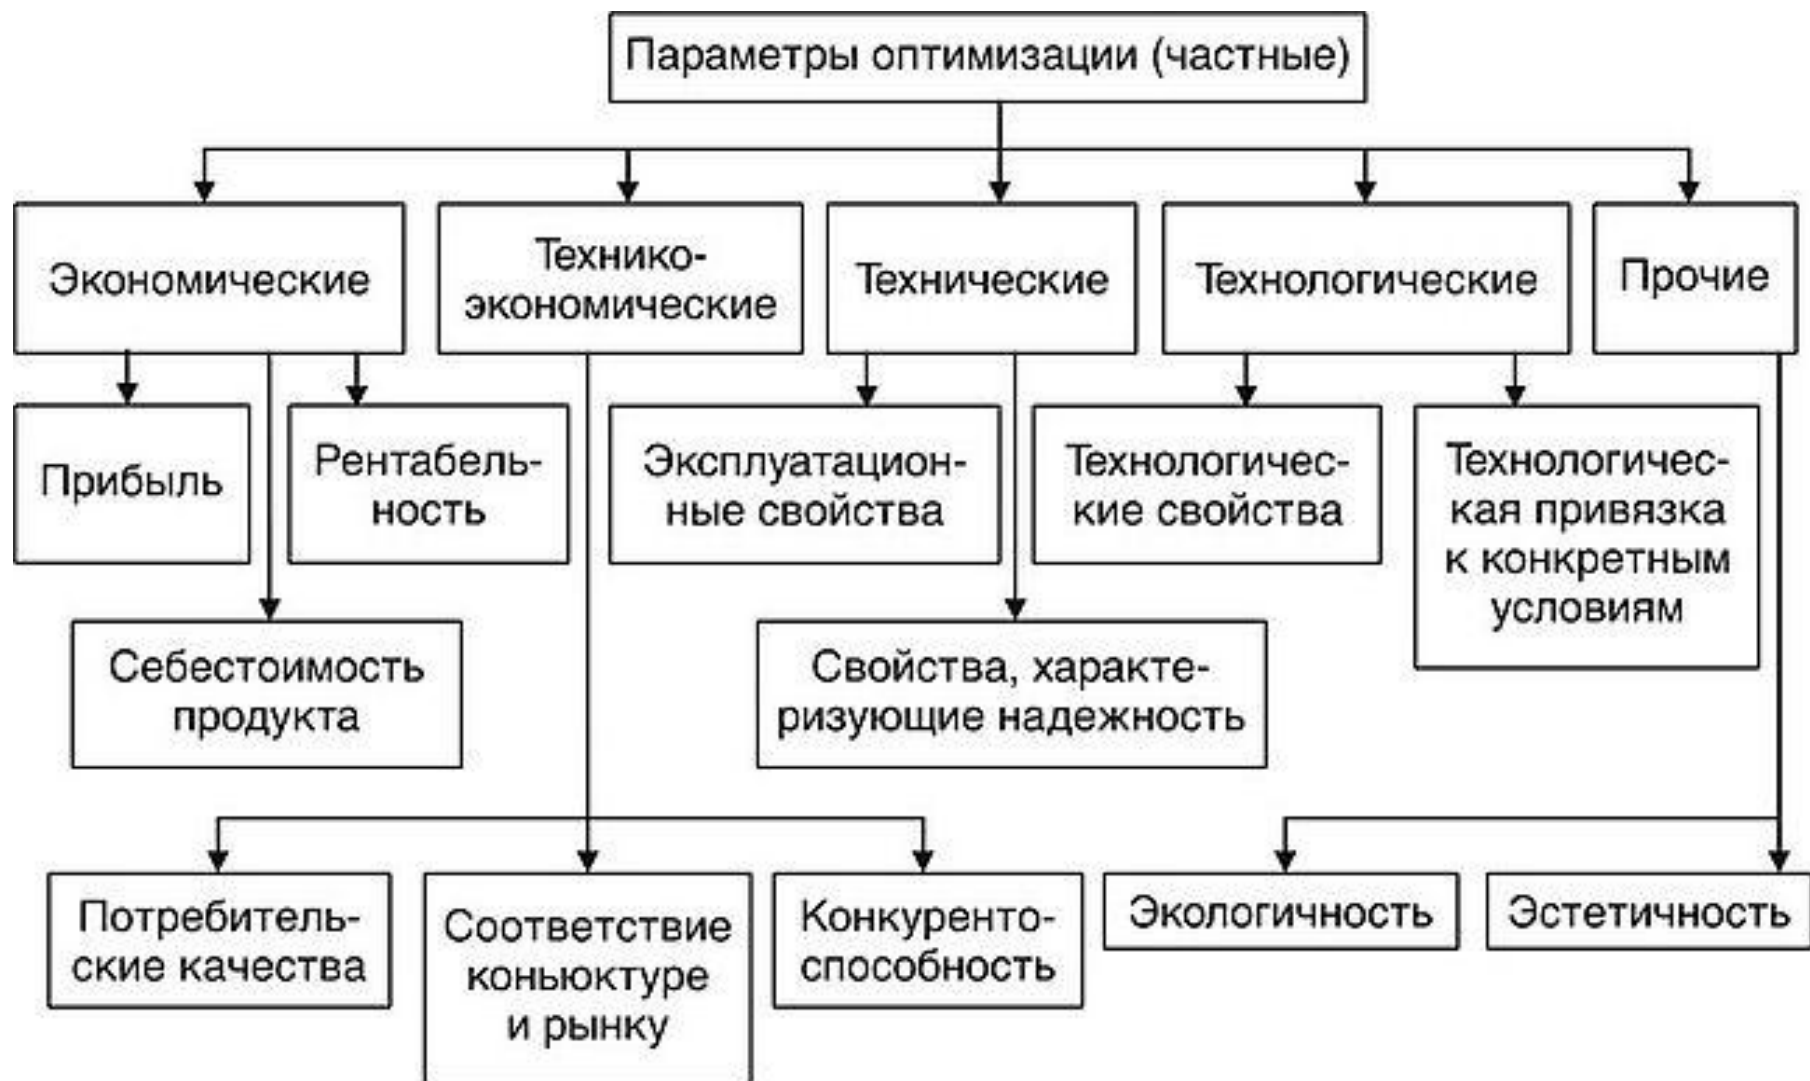 Параметры оптимизации (частные)
Экономические
Технико-
экономические
Технические
Технологические
Прочие
Прибыль
Рентабель-
ность
Эксплуатацион-
ные свойства
Технологичес-
кие свойства
Технологичес-
кая привязка
к конкретным
условиям
Себестоимость
продукта
Свойства, характе-
ризующие надежность
Потребитель-
ские качества
Соответствие
коньюктуре
и рынку
Конкуренто-
способность
Экологичность
Эстетичность